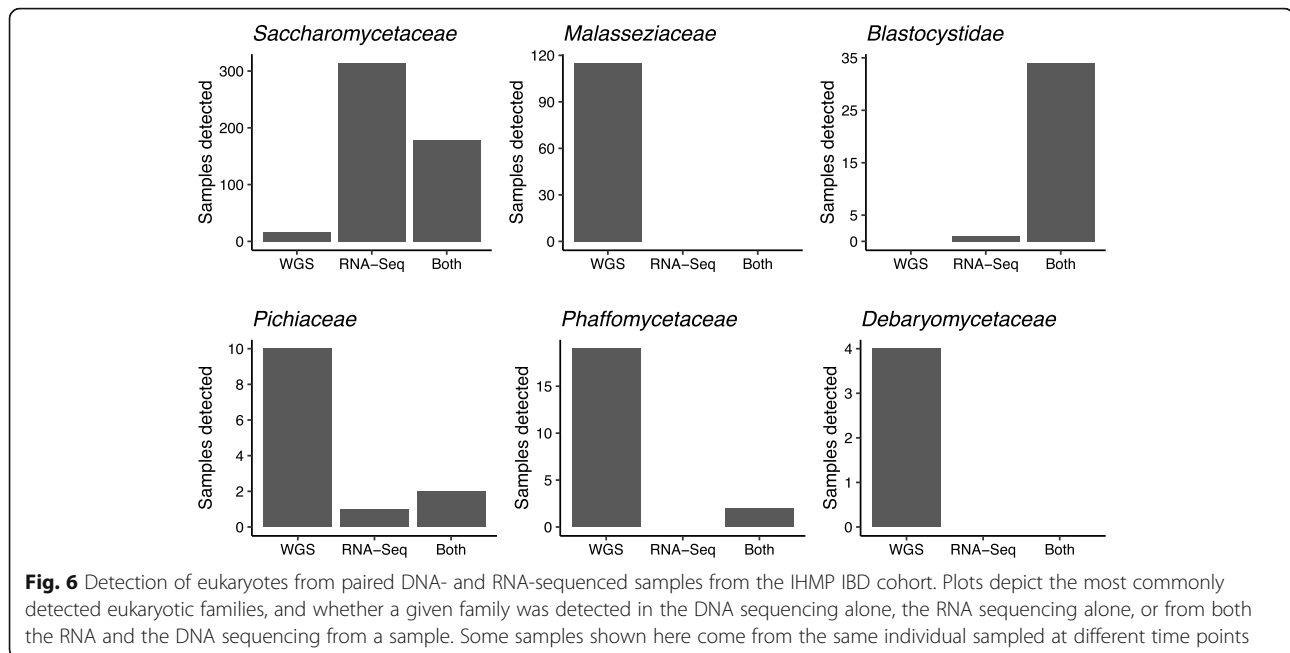 Saccharomycetaceae
Samples detected
300
200
100
0
WGS RNA-Seq Both
Malasseziaceae
Samples detected
120
90
60
30
0
WGS RNA-Seq Both
Blastocystidae
Samples detected
35
25
15
5
0
WGS RNA-Seq Both
Pichiaceae
Samples detected
10
8
6
4
2
0
WGS RNA-Seq Both
Phaffomycetaceae
Samples detected
15
10
5
0
WGS RNA-Seq Both
Debaryomycetaceae
Samples detected
4
3
2
1
0
WGS RNA-Seq Both
Fig. 6 Detection of eukaryotes from paired DNA- and RNA-sequenced samples from the IHMP IBD cohort. Plots depict the most commonly
detected eukaryotic families, and whether a given family was detected in the DNA sequencing alone, the RNA sequencing alone, or from both
the RNA and the DNA sequencing from a sample. Some samples shown here come from the same individual sampled at different time points